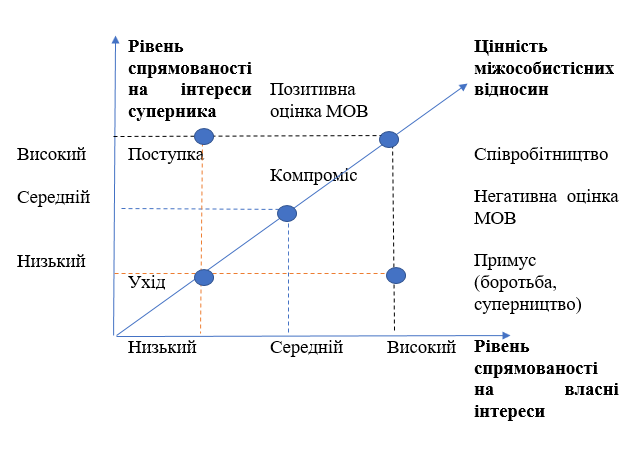 Рівень
спрямованості
на інтереси
суперника
Цінність
міжособистісних
відносин
Позитивна
оцінка МОВ
Високий
Поступка
Співробітництво
Компроміс
Середній
Негативна оцінка
МОВ
Низький
Ухід
Примус
(боротьба,
суперництво)
Низький
Середній
Високий
Рівень
спрямованості
на власні
інтереси